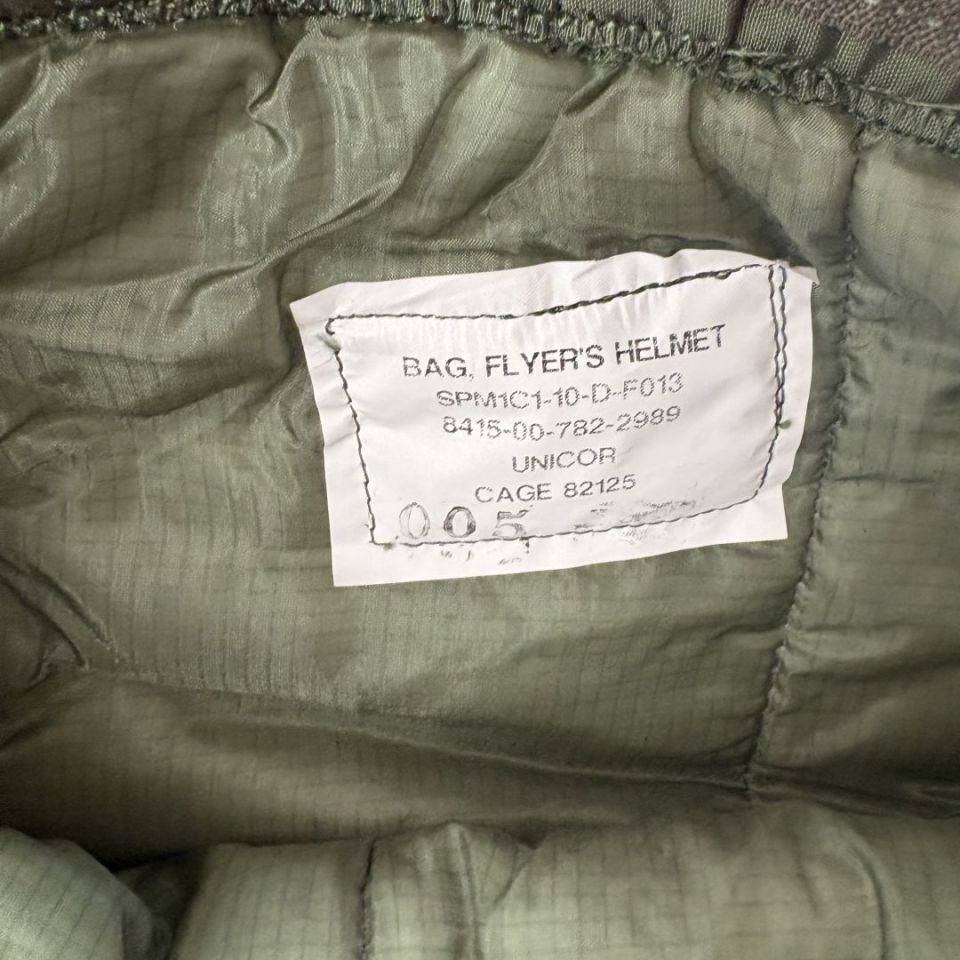 BAG, FLYER'S HELMET
SPM1C1-10-D-F013
8415-00-782-2989
UNICOR
CAGE 82125
005